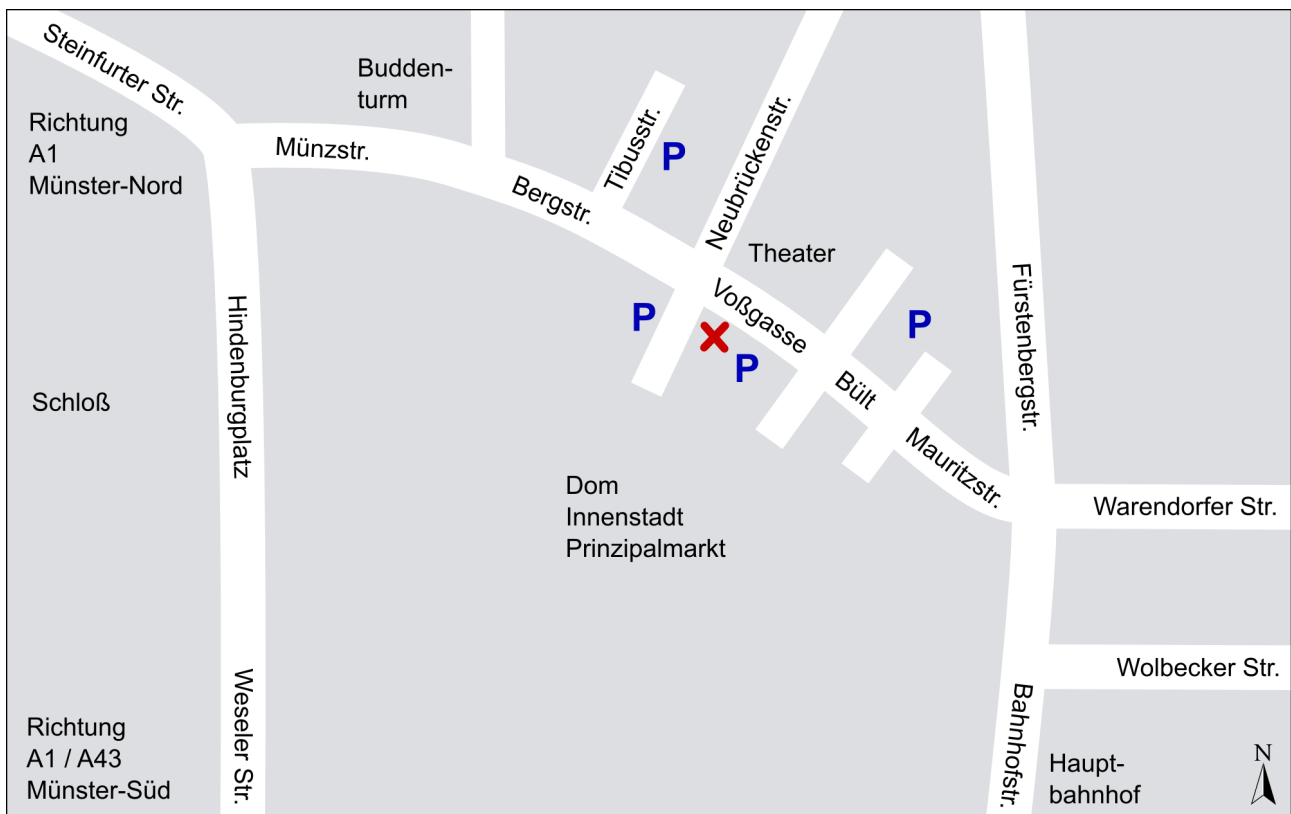 Steinfurter Str.
Budden-
turm
Richtung
A1
Münster-Nord
Münzstr.
Tibusstr.
P
Neubrückenstr.
Bergstr.
Theater
Voßgasse
P
P
P
Fürstenbergstr.
Hindenburgplatz
Schloß
Bült
Mauritzstr.
Dom
Innenstadt
Prinzipalmarkt
Warendorfer Str.
Wolbecker Str.
Weseler Str.
Bahnhofstr.
Richtung
A1 / A43
Münster-Süd
Haupt-
bahnhof
N